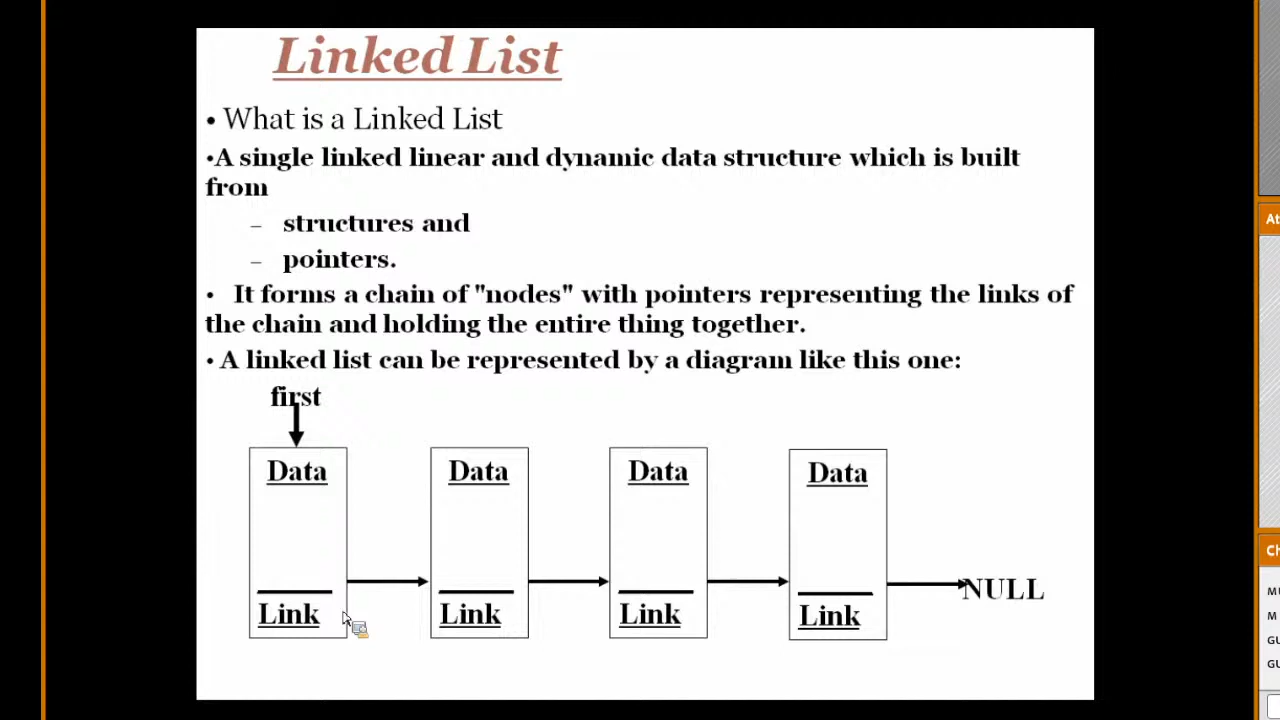 Linked List
• What is a Linked List
•A single linked linear and dynamic data structure which is built
from
– structures and
– pointers.
• It forms a chain of "nodes" with pointers representing the links of
the chain and holding the entire thing together.
• A linked list can be represented by a diagram like this one:
first
Data Data Data Data
NULL
Link Link Link Link